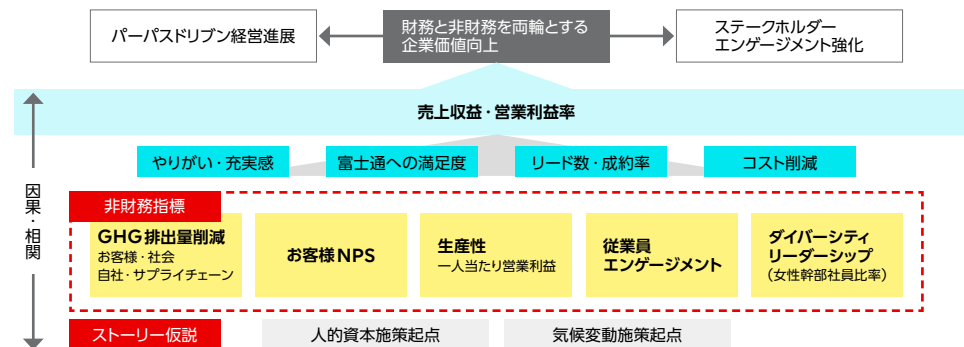 パーパスドリブン経営進展
財務と非財務を両輪とする
企業価値向上
ステークホルダー
エンゲージメント強化
売上収益・営業利益率
やりがい・充実感
富士通への満足度
リード数・成約率
コスト削減
因果・相関
非財務指標
GHG排出量削減
お客様・社会
自社・サプライチェーン
お客様NPS
生産性
一人当たり営業利益
従業員
エンゲージメント
ダイバーシティ
リーダーシップ
(女性幹部社員比率)
ストーリー仮説
人的資本施策起点
気候変動施策起点